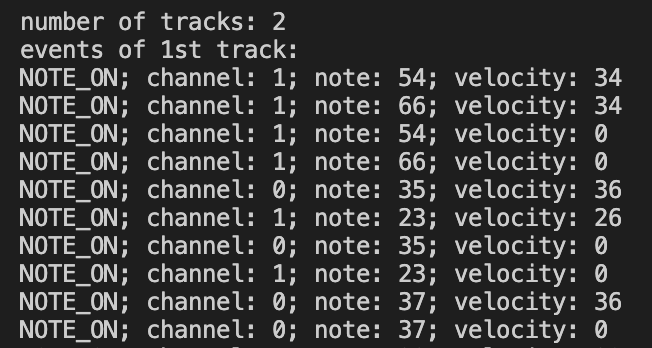 number of tracks: 2
events of 1st track:
NOTE_ON; channel: 1; note: 54; velocity: 34
NOTE_ON; channel: 1; note: 66; velocity: 34
NOTE_ON; channel: 1; note: 54; velocity: 0
NOTE_ON; channel: 1; note: 66; velocity: 0
NOTE_ON; channel: 0; note: 35; velocity: 36
NOTE_ON; channel: 1; note: 23; velocity: 26
NOTE_ON; channel: 0; note: 35; velocity: 0
NOTE_ON; channel: 1; note: 23; velocity: 0
NOTE_ON; channel: 0; note: 37; velocity: 36
NOTE_ON; channel: 0; note: 37; velocity: 0